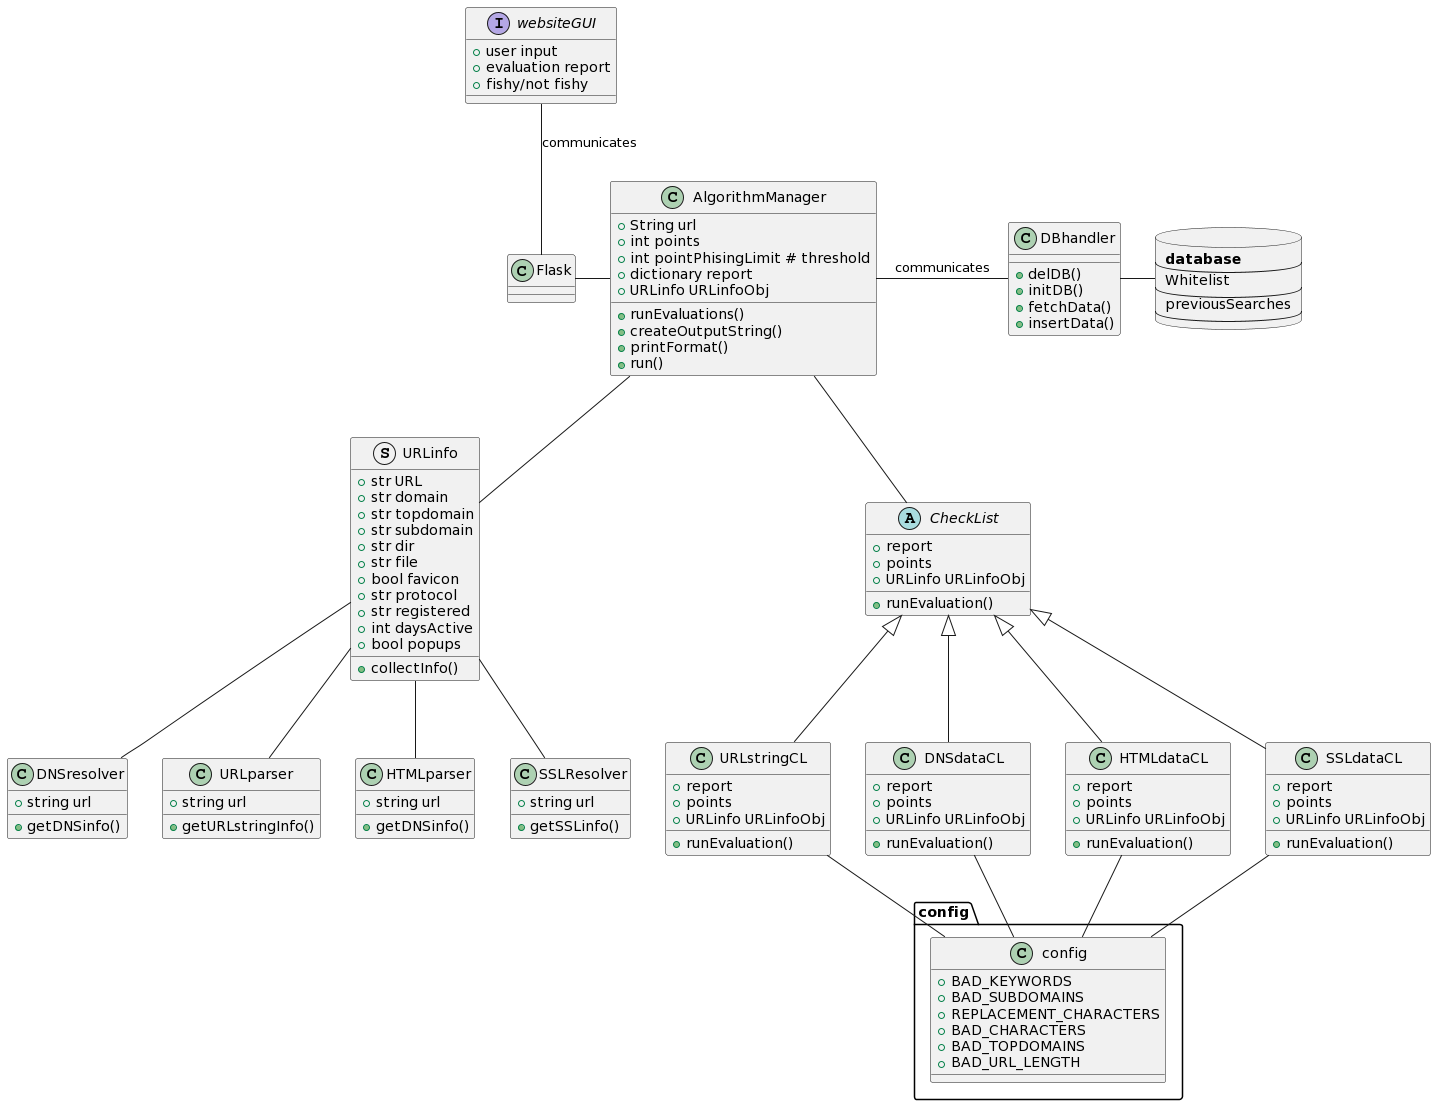 I websiteGUI
user input
evaluation report
fishy/not fishy
communicates
C AlgorithmManager
String url
int points
int pointPhisingLimit # threshold
dictionary report
URLinfo URLinfoObj
runEvaluations()
createOutputString()
printFormat()
run()
C Flask
communicates
C DBhandler
delDB()
initDB()
fetchData()
insertData()
database
Whitelist
previousSearches
S URLinfo
str URL
str domain
str topdomain
str subdomain
str dir
str file
bool favicon
str protocol
str registered
int daysActive
bool popups
collectInfo()
A CheckList
report
points
URLinfo URLinfoObj
runEvaluation()
C DNSresolver
string url
getDNSinfo()
C URLparser
string url
getURLstringInfo()
C HTMLparser
string url
getDNSinfo()
C SSLResolver
string url
getSSLinfo()
C URLstringCL
report
points
URLinfo URLinfoObj
runEvaluation()
C DNSdataCL
report
points
URLinfo URLinfoObj
runEvaluation()
C HTMLdataCL
report
points
URLinfo URLinfoObj
runEvaluation()
C SSLdataCL
report
points
URLinfo URLinfoObj
runEvaluation()
config
C config
BAD_KEYWORDS
BAD_SUBDOMAINS
REPLACEMENT_CHARACTERS
BAD_CHARACTERS
BAD_TOPDOMAINS
BAD_URL_LENGTH